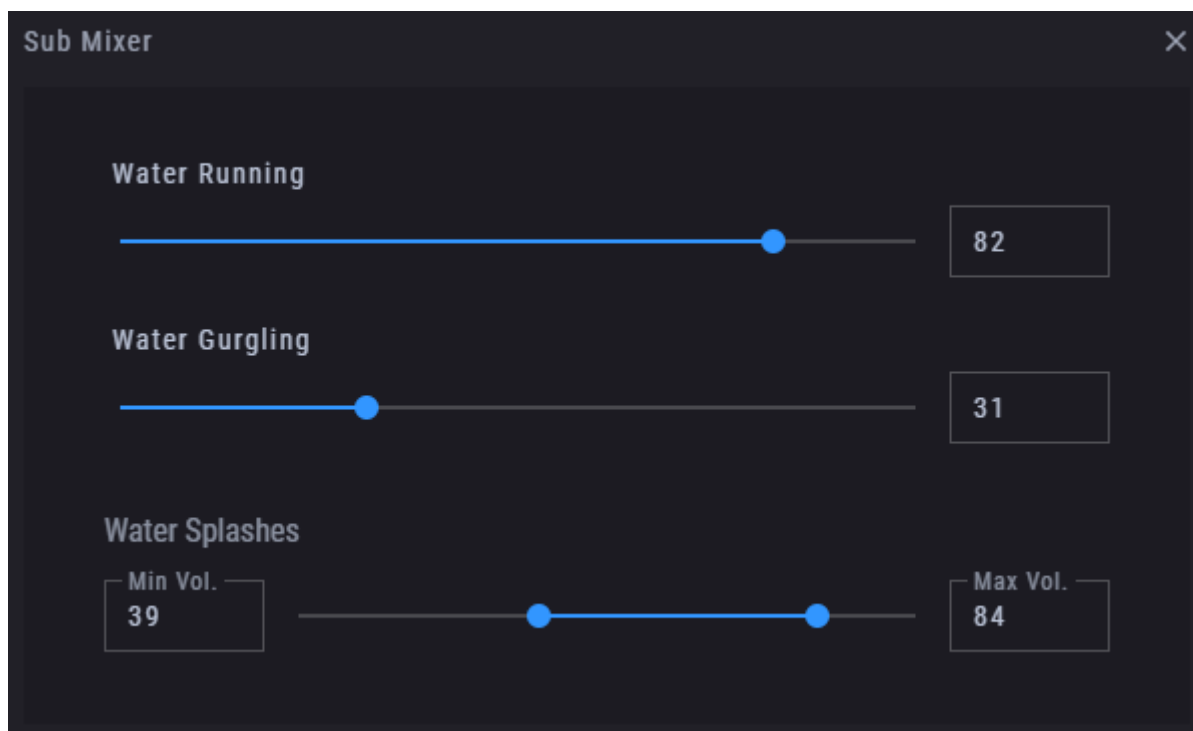 Sub Mixer
Water Running
82
Water Gurgling
31
Water Splashes
Min Vol.
39
Max Vol.
84